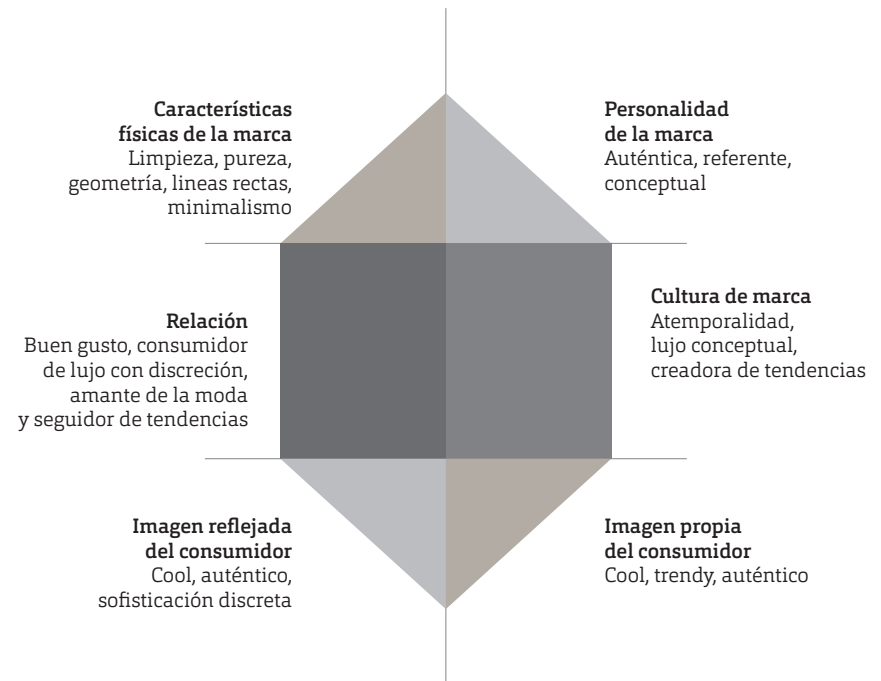 Características
físicas de la marca
Limpieza, pureza,
geometría, lineas rectas,
minimalismo
Personalidad
de la marca
Auténtica, referente,
conceptual
Relación
Buen gusto, consumidor
de lujo con discreción,
amante de la moda
y seguidor de tendencias
Cultura de marca
Atemporalidad,
lujo conceptual,
creadora de tendencias
Imagen reflejada
del consumidor
Cool, auténtico,
sofisticación discreta
Imagen propia
del consumidor
Cool, trendy, auténtico